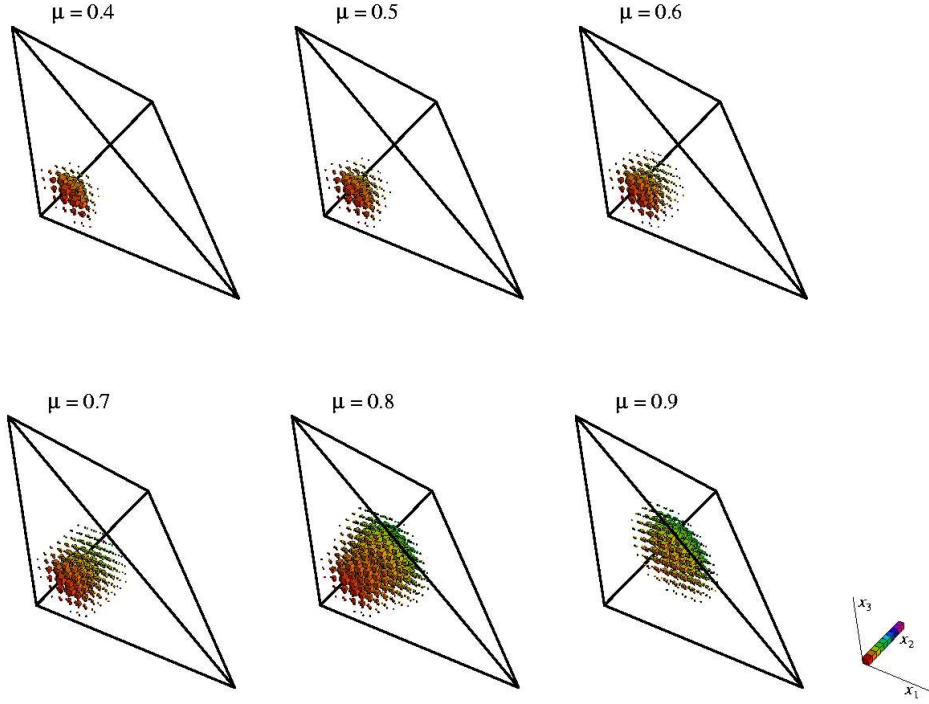 μ = 0.4
μ = 0.5
μ = 0.6
μ = 0.7
μ = 0.8
μ = 0.9
x₃
x₂
x₁